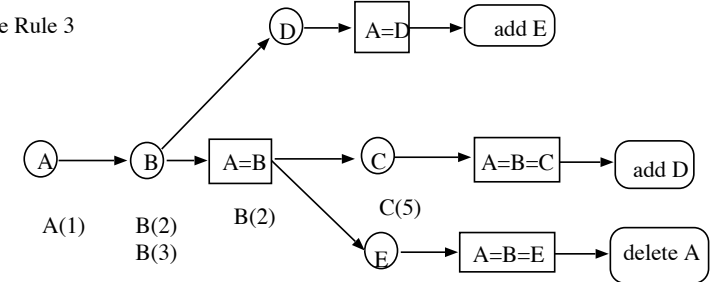 e Rule 3
D A=D add E
A B A=B C A=B=C add D
A(1) B(2) B(2) C(5)
B(3)
E A=B=E delete A